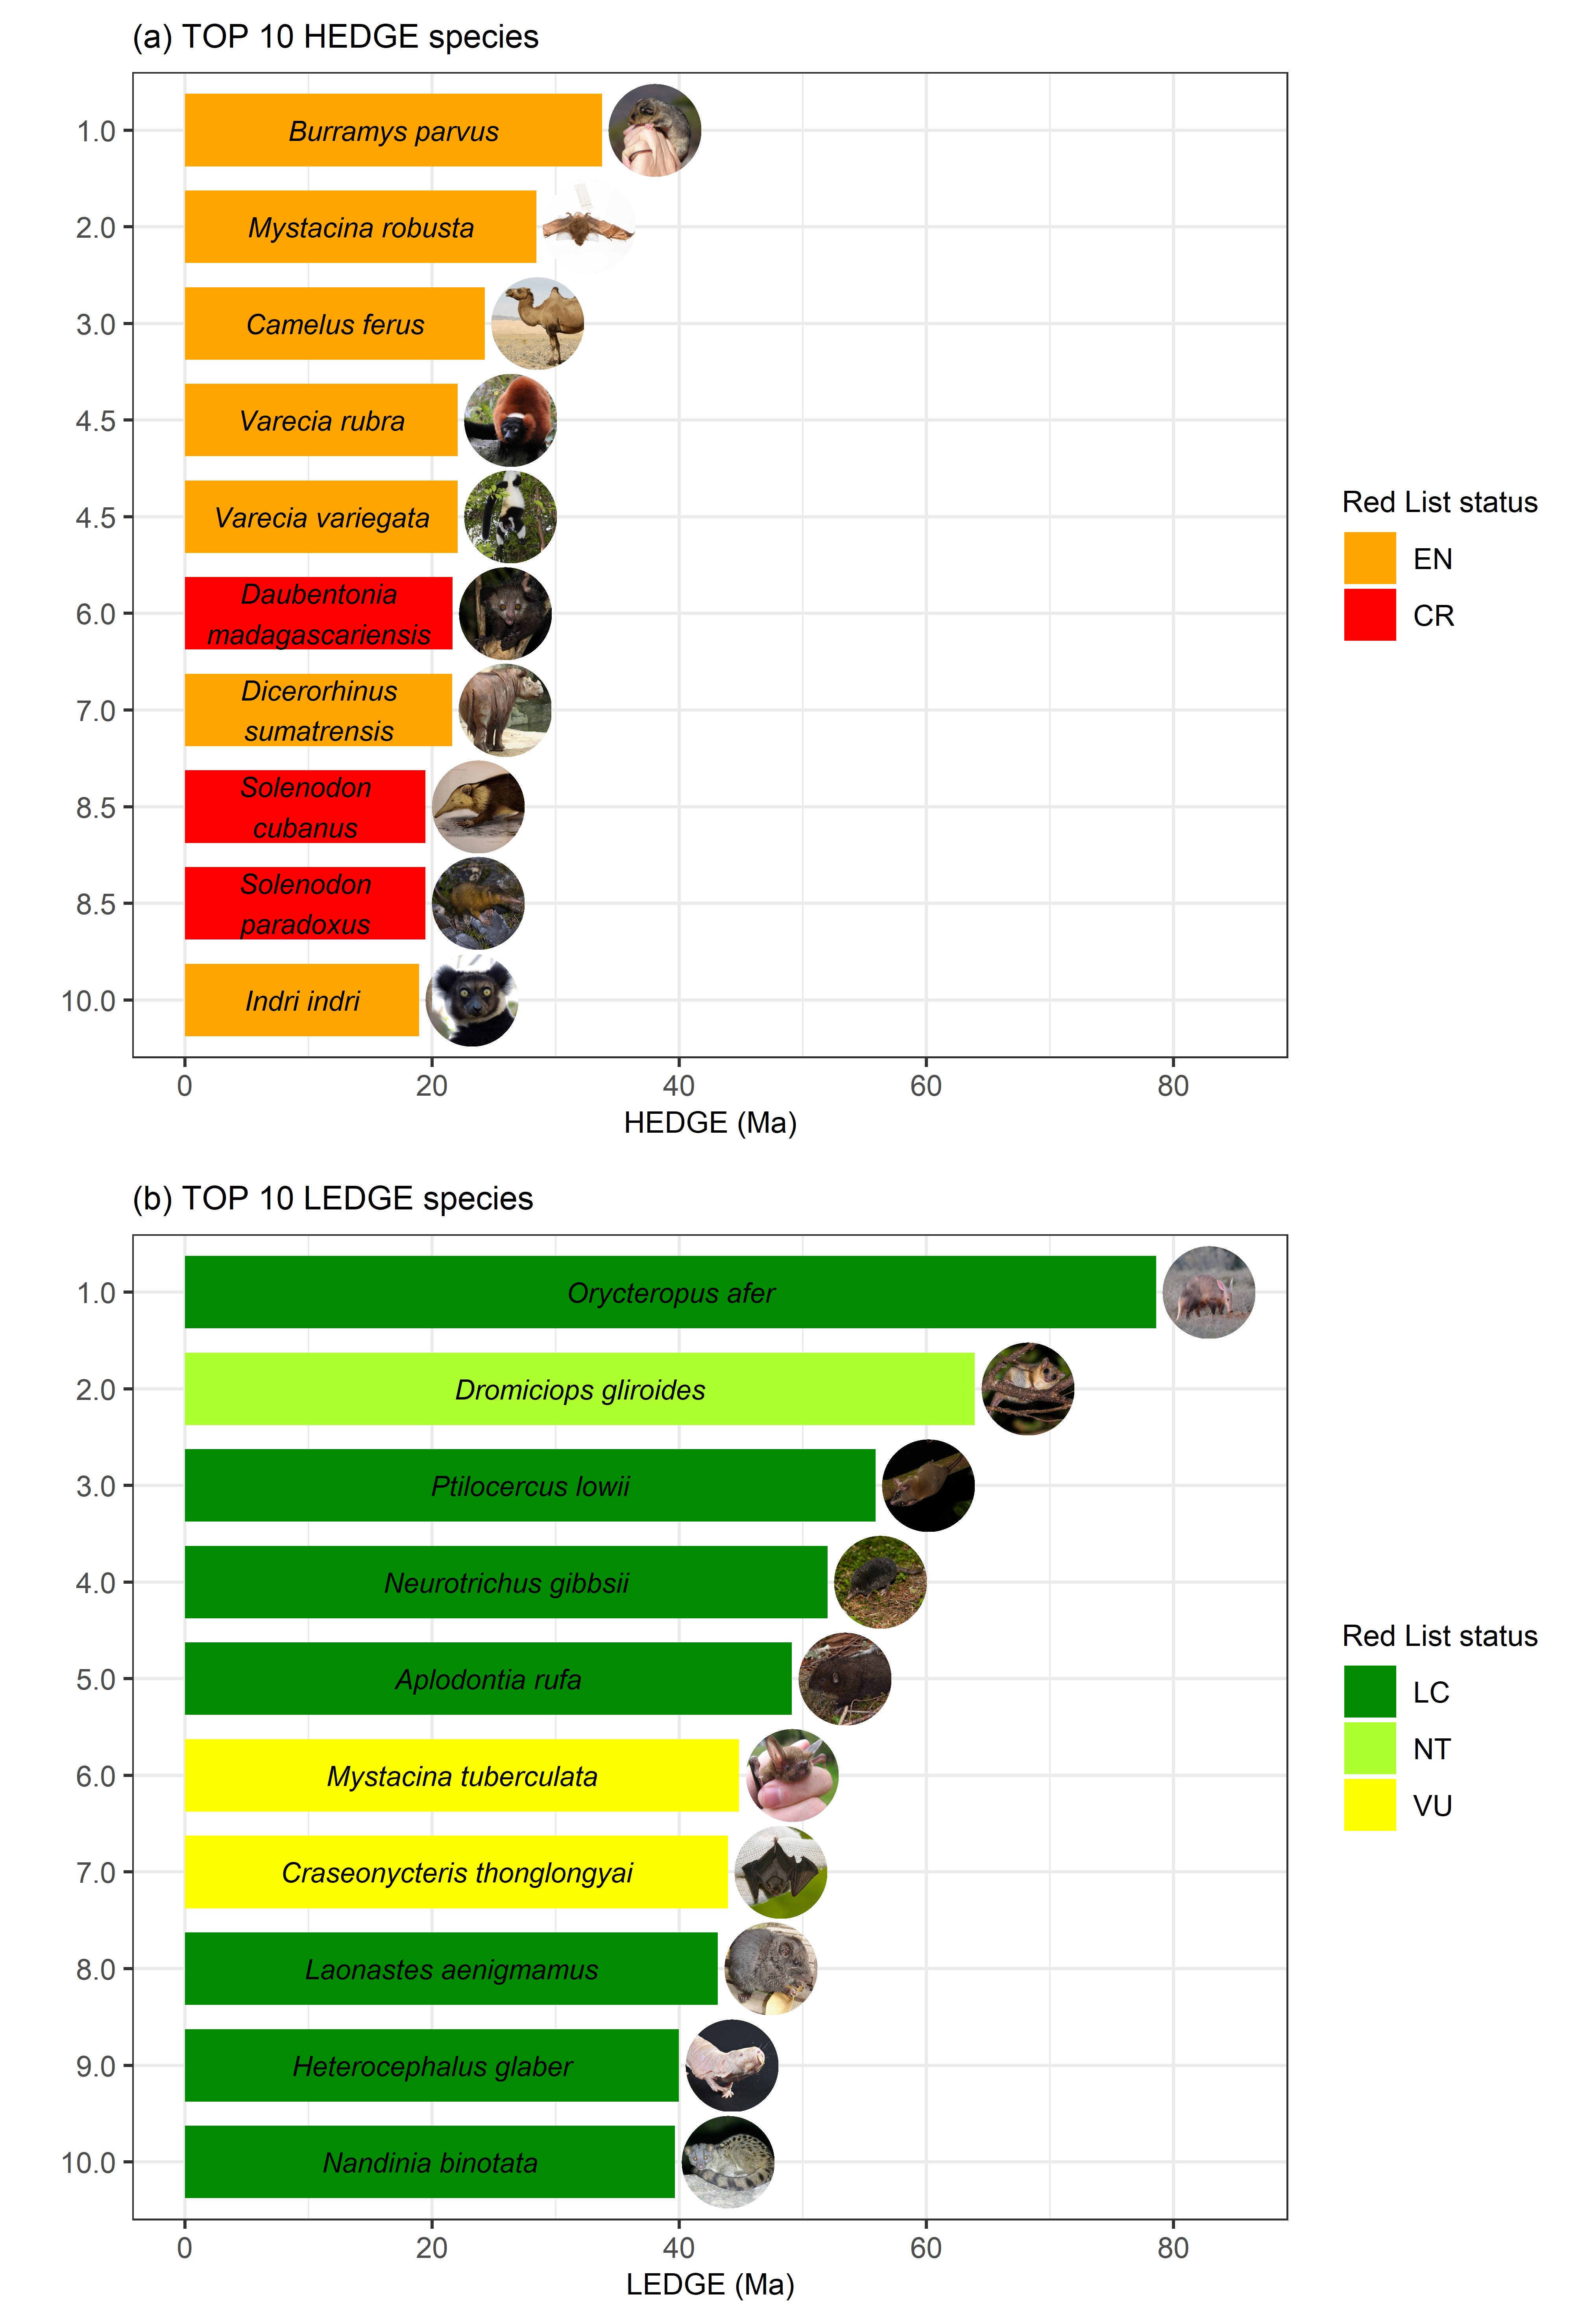 (a) TOP 10 HEDGE species
1.0
Burramys parvus
2.0
Mystacina robusta
3.0
Camelus ferus
4.5
Varecia rubra
4.5
Varecia variegata
6.0
Daubentonia
madagascariensis
7.0
Dicerorhinus
sumatrensis
8.5
Solenodon
cubanus
8.5
Solenodon
paradoxus
10.0
Indri indri
0 20 40 60 80
HEDGE (Ma)
Red List status
EN
CR
(b) TOP 10 LEDGE species
1.0
Orycteropus afer
2.0
Dromiciops gliroides
3.0
Ptilocercus lowii
4.0
Neurotrichus gibbsii
5.0
Aplodontia rufa
6.0
Mystacina tuberculata
7.0
Craseonycteris thonglongyai
8.0
Laonastes aenigmamus
9.0
Heterocephalus glaber
10.0
Nandinia binotata
0 20 40 60 80
LEDGE (Ma)
Red List status
LC
NT
VU